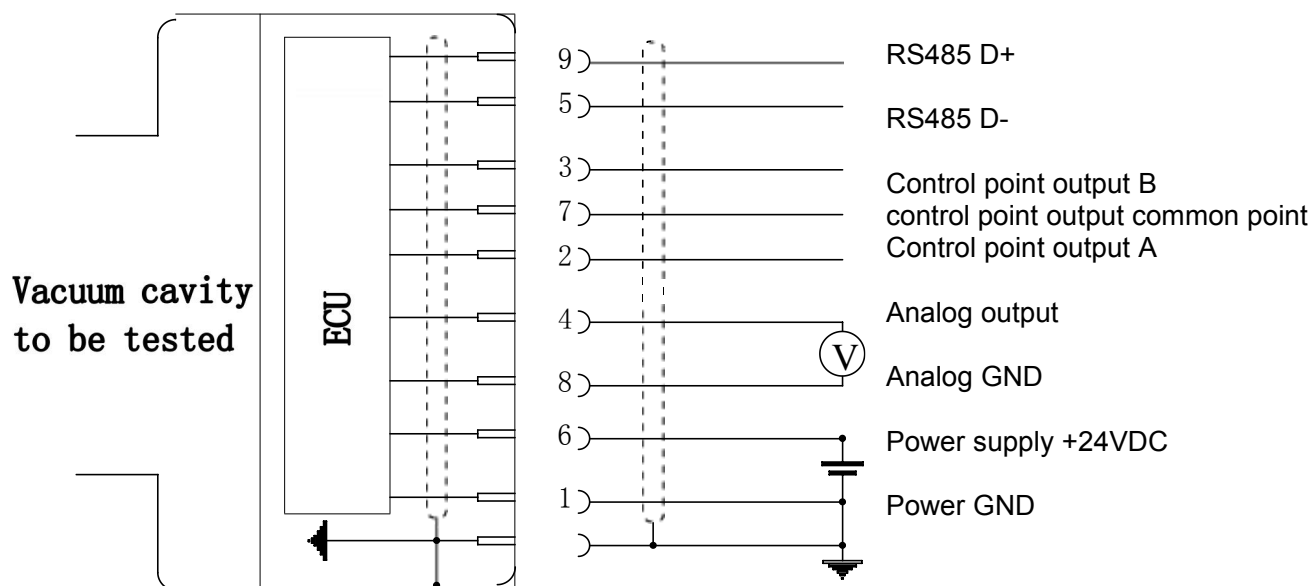 9 RS485 D+
5 RS485 D-
3 Control point output B
7 control point output common point
2 Control point output A
Vacuum cavity
to be tested
ECU
4 Analog output
V
8 Analog GND
6 Power supply +24VDC
1 Power GND